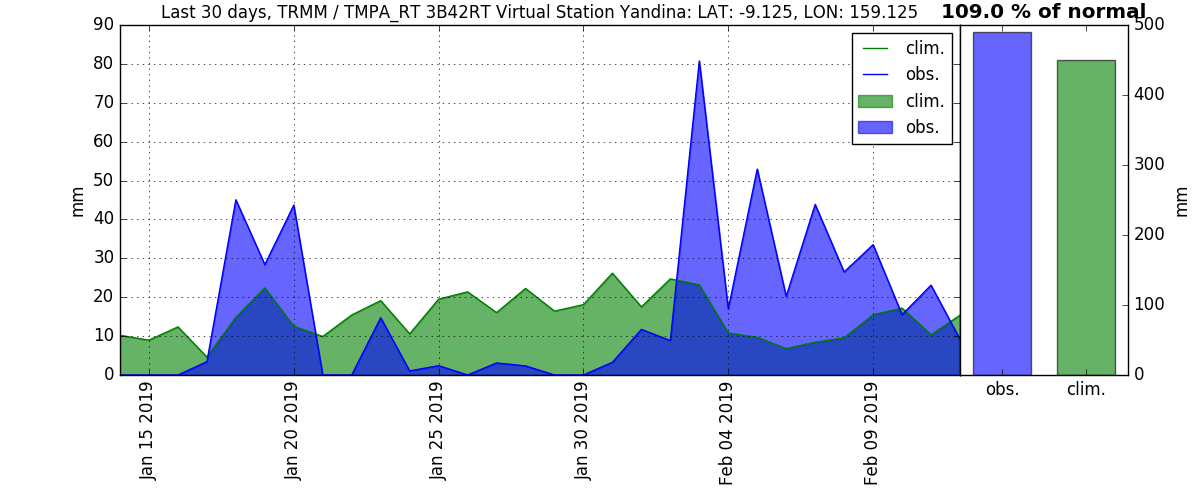 Last 30 days, TRMM / TMPA_RT 3B42RT Virtual Station Yandina: LAT: -9.125, LON: 159.125
109.0 % of normal
90
80
70
60
50
40
30
20
10
0
mm
clim.
obs.
clim.
obs.
Jan 15 2019
Jan 20 2019
Jan 25 2019
Jan 30 2019
Feb 04 2019
Feb 09 2019
500
400
300
200
100
0
mm
obs.
clim.